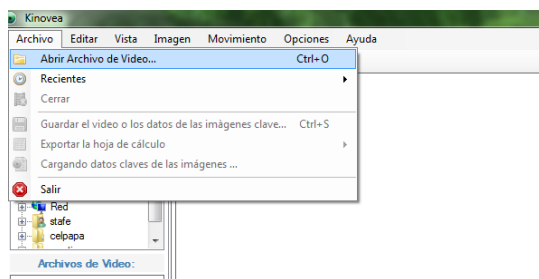 Kinovea
Archivo Editar Vista Imagen Movimiento Opciones Ayuda
Abrir Archivo de Video... Ctrl+O
Recientes
Cerrar
Guardar el video o los datos de las imàgenes clave... Ctrl+S
Exportar la hoja de cálculo
Cargando datos claves de las imágenes ...
Salir
Red
stafe
celpapa
Archivos de Video: